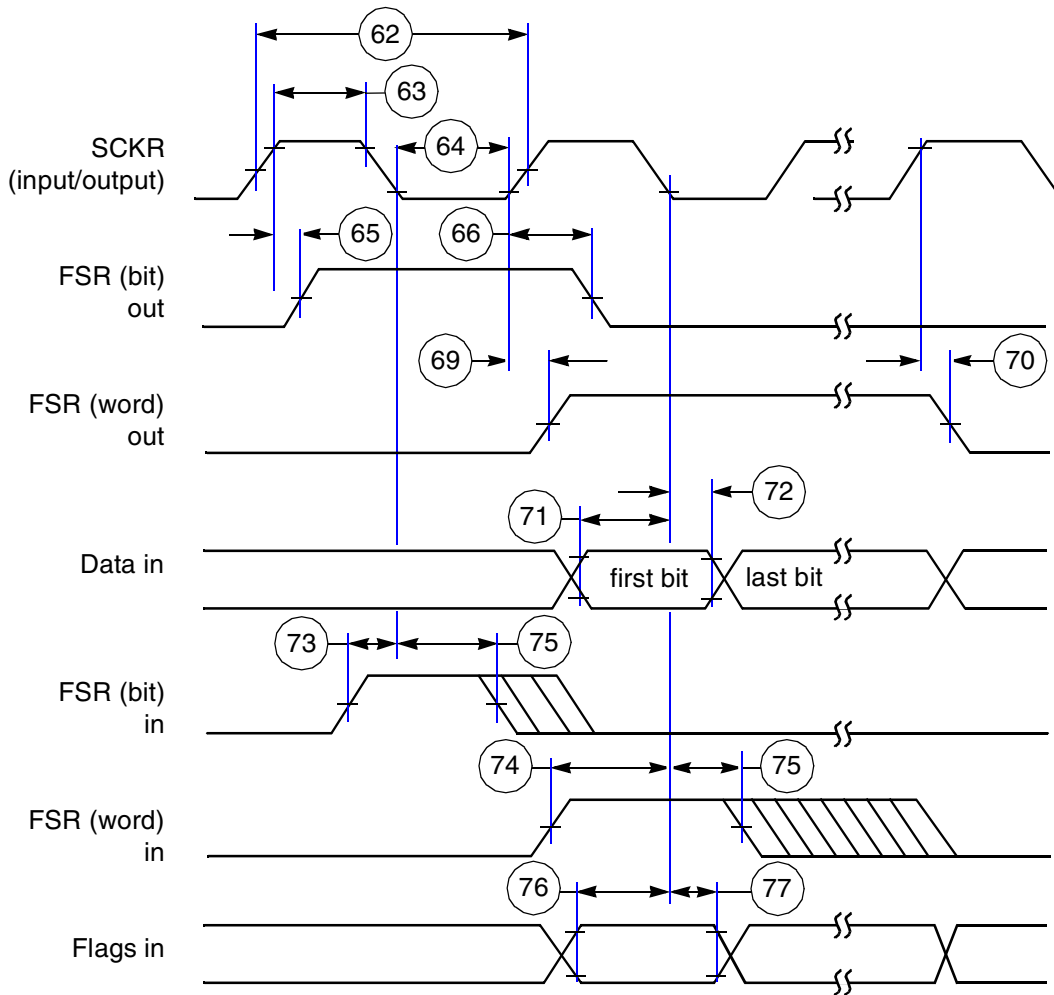 62
63
SCKR
(input/output)
64
65
66
FSR (bit)
out
69
70
FSR (word)
out
71
72
Data in
first bit
last bit
73
75
FSR (bit)
in
74
75
FSR (word)
in
76
77
Flags in